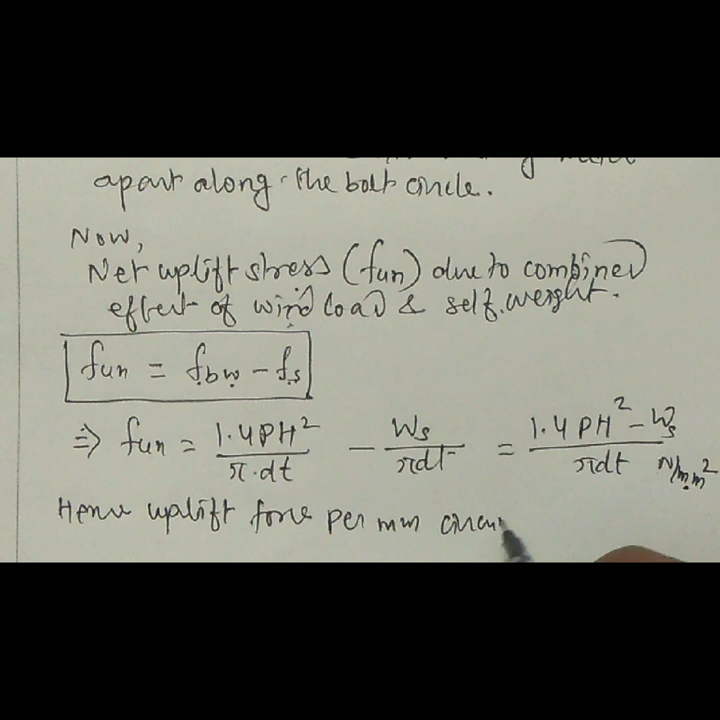 apart along the bolt circle.
Now,
Net uplift stress (fun) due to combined
effect of wind load & self.weight.
fun = fbw - fs
⇒ fun = 1.4PH² / π.dt - Ws / πdt = 1.4PH² - Ws / πdt N/mm²
Hence uplift force per mm circu